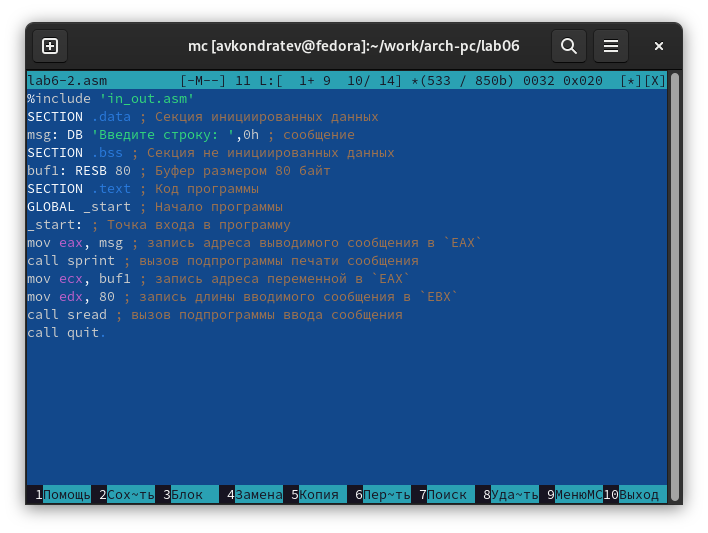 mc [avkondratev@fedora]:~/work/arch-pc/lab06
lab6-2.asm [-M--] 11 L:[ 1+ 9 10/ 14] *(533 / 850b) 0032 0x020 [*][X]
%include 'in_out.asm'
SECTION .data ; Секция инициированных данных
msg: DB 'Введите строку: ',0h ; сообщение
SECTION .bss ; Секция не инициированных данных
buf1: RESB 80 ; Буфер размером 80 байт
SECTION .text ; Код программы
GLOBAL _start ; Начало программы
_start: ; Точка входа в программу
mov eax, msg ; запись адреса выводимого сообщения в `EAX`
call sprint ; вызов подпрограммы печати сообщения
mov ecx, buf1 ; запись адреса переменной в `EAX`
mov edx, 80 ; запись длины вводимого сообщения в `EBX`
call sread ; вызов подпрограммы ввода сообщения
call quit.
1Помощь 2Сох~ть 3Блок 4Замена 5Копия 6Пер~ть 7Поиск 8Уда~ть 9МенюМС 10Выход